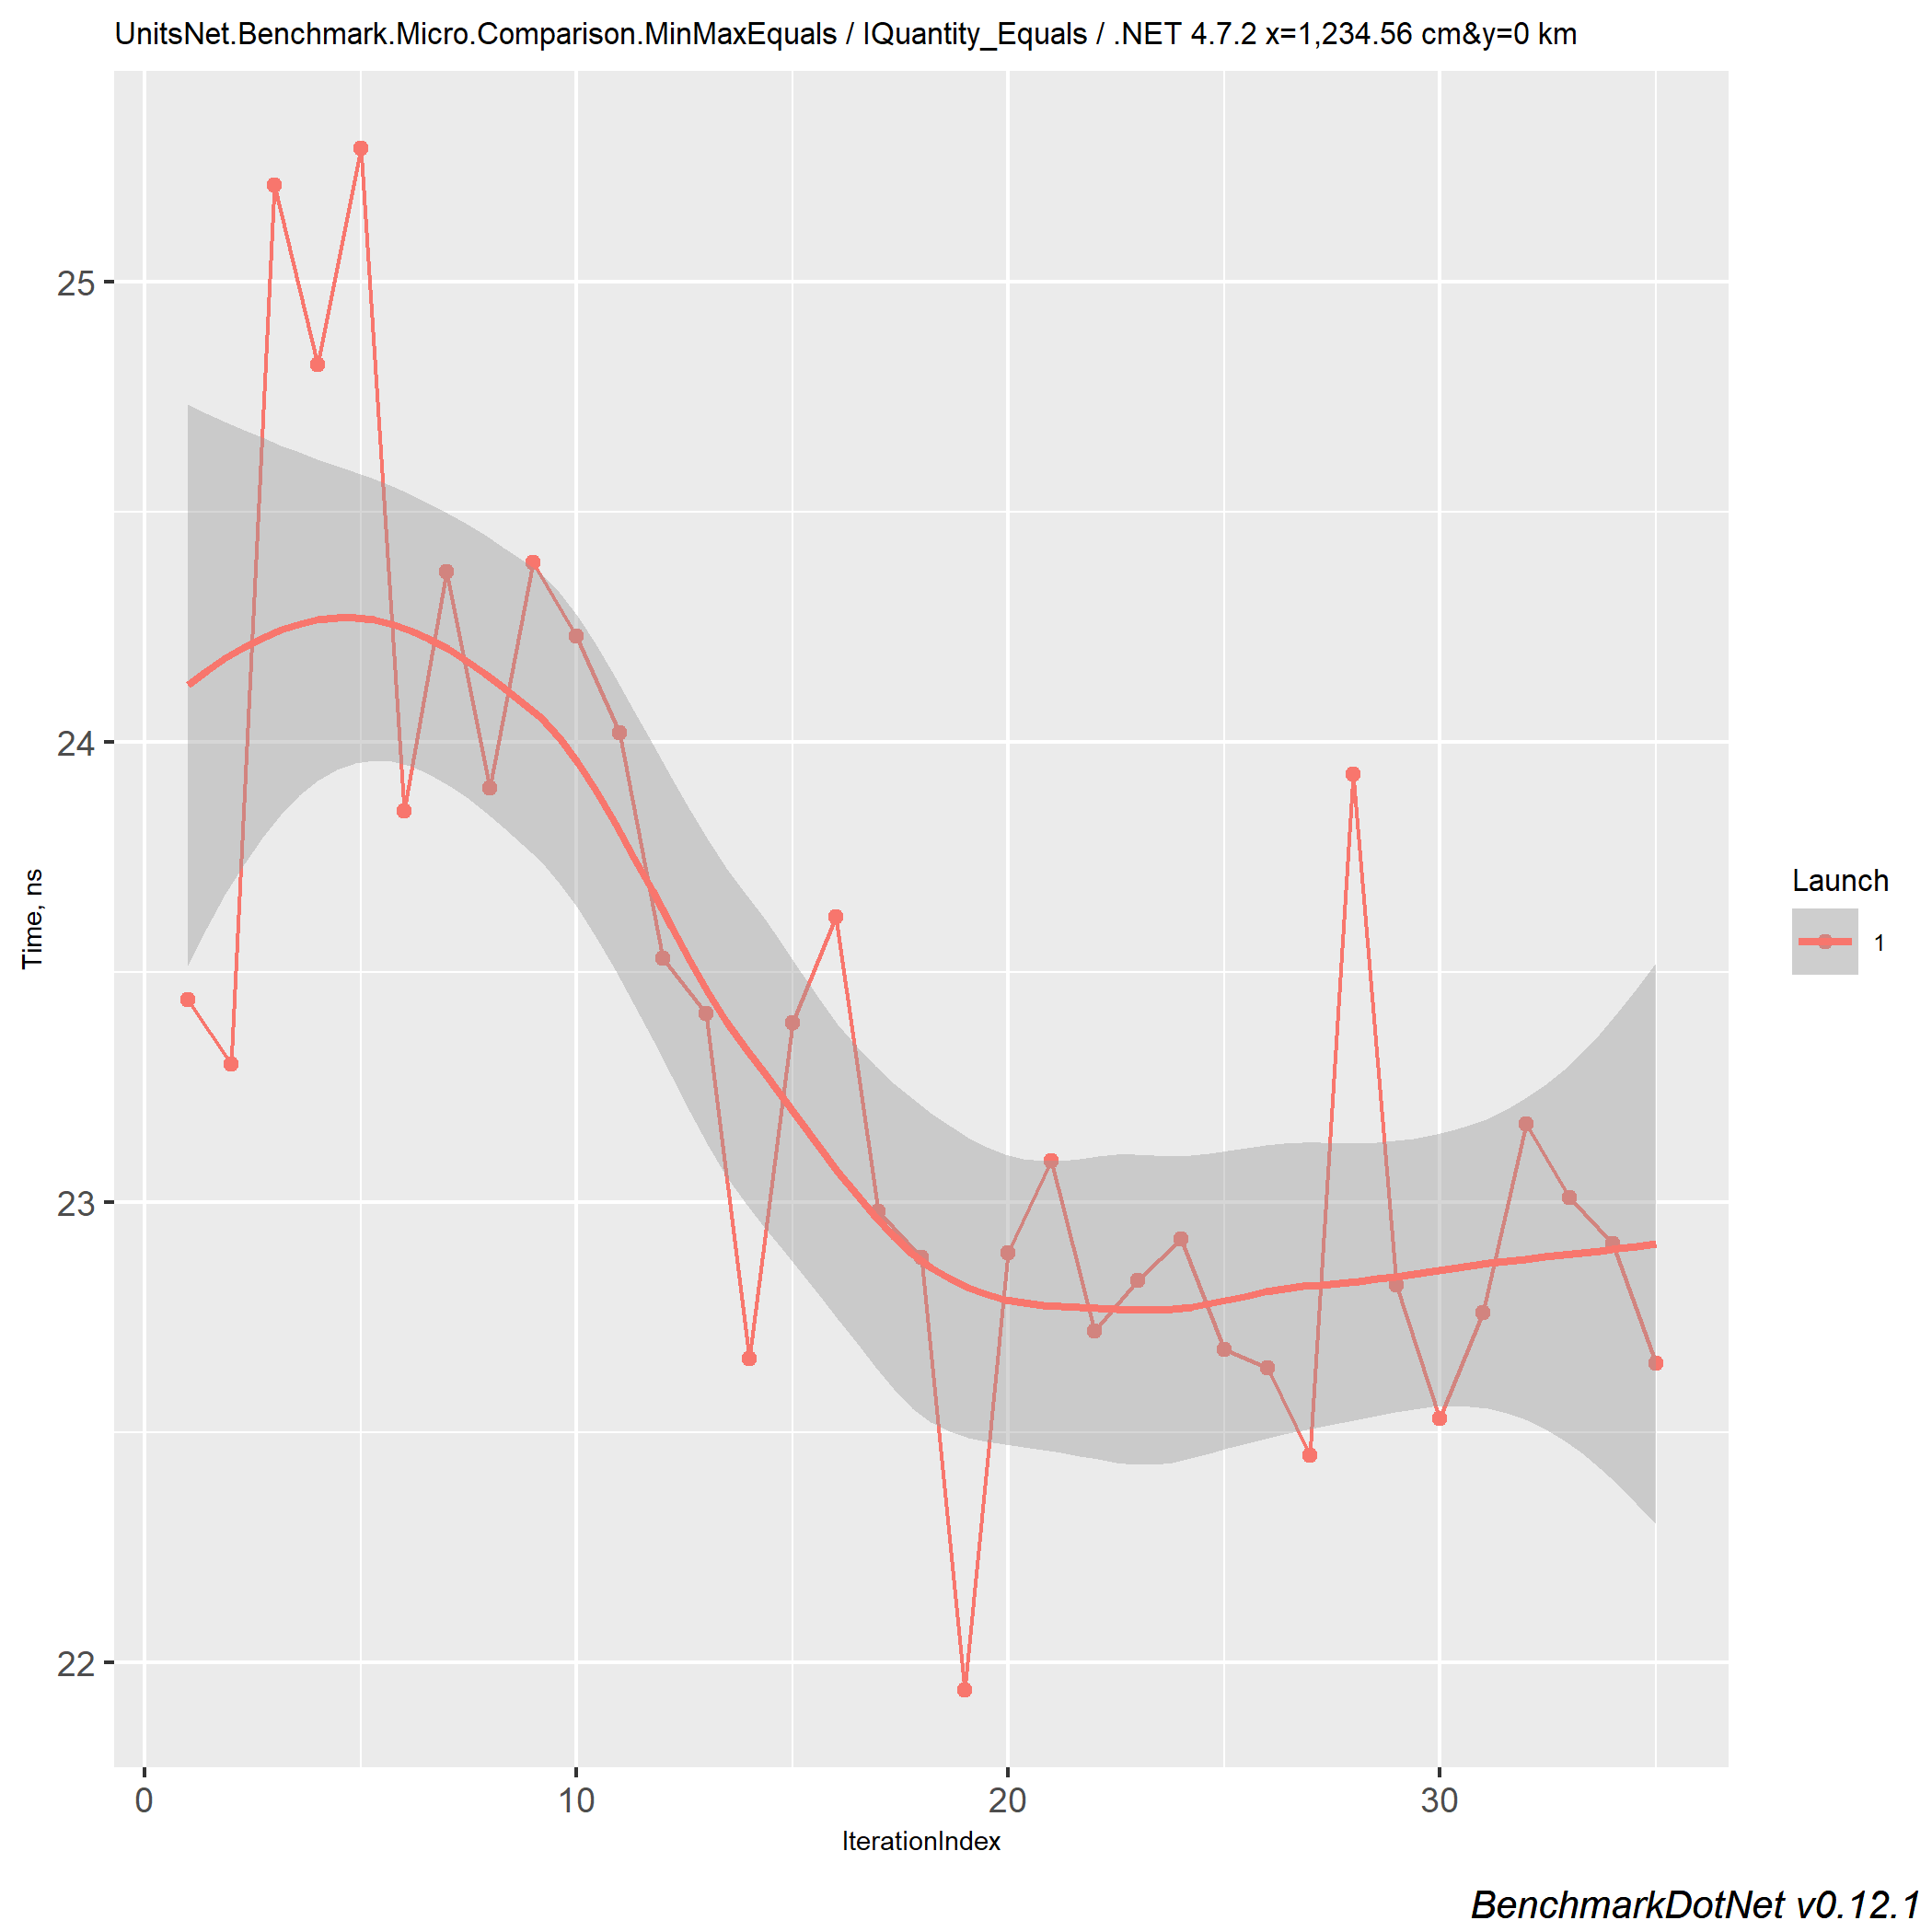 UnitsNet.Benchmark.Micro.Comparison.MinMaxEquals / IQuantity_Equals / .NET 4.7.2 x=1,234.56 cm&y=0 km
25
24
23
22
Time, ns
0 10 20 30
IterationIndex
Launch
1
BenchmarkDotNet v0.12.1